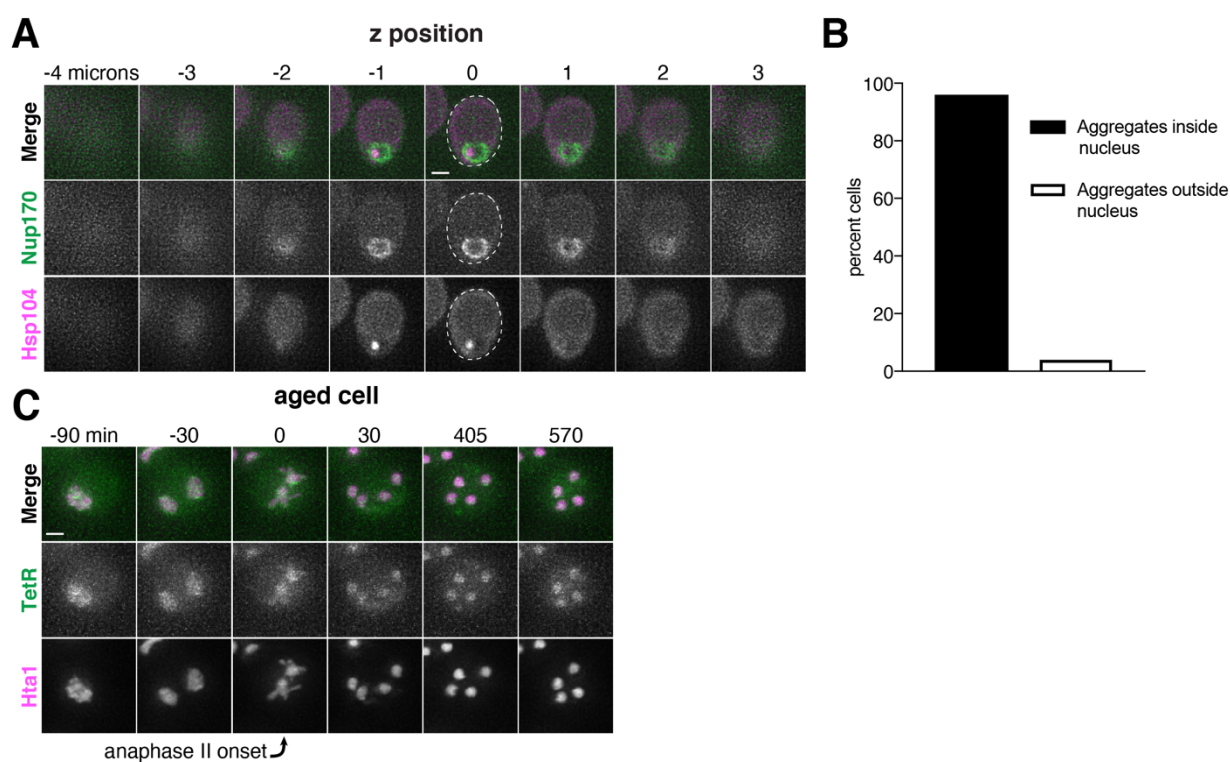 A
z position
-4 microns -3 -2 -1 0 1 2 3
Merge
Nup170
Hsp104
B
100
80
60
40
20
0
percent cells
Aggregates inside
nucleus
Aggregates outside
nucleus
C
aged cell
-90 min -30 0 30 405 570
Merge
TetR
Hta1
anaphase II onset